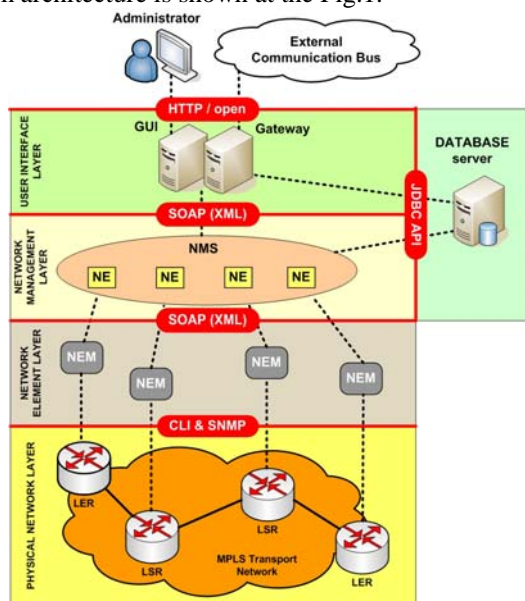 n architecture is shown at the Fig.1.
Administrator
External
Communication Bus
HTTP / open
GUI
Gateway
USER INTERFACE
LAYER
DATABASE
server
JDBC API
SOAP (XML)
NMS
NETWORK
MANAGEMENT
LAYER
NE
NE
NE
NE
SOAP (XML)
NETWORK
ELEMENT LAYER
NEM
NEM
NEM
NEM
CLI & SNMP
PHYSICAL NETWORK LAYER
LER
LSR
LSR
LER
MPLS Transport
Network